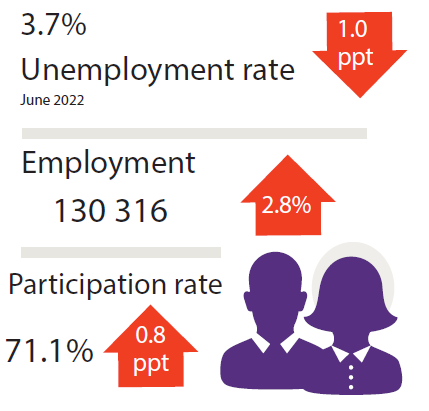 3.7%
1.0
ppt
Unemployment rate
June 2022
Employment
130 316
2.8%
Participation rate
71.1%
0.8
ppt